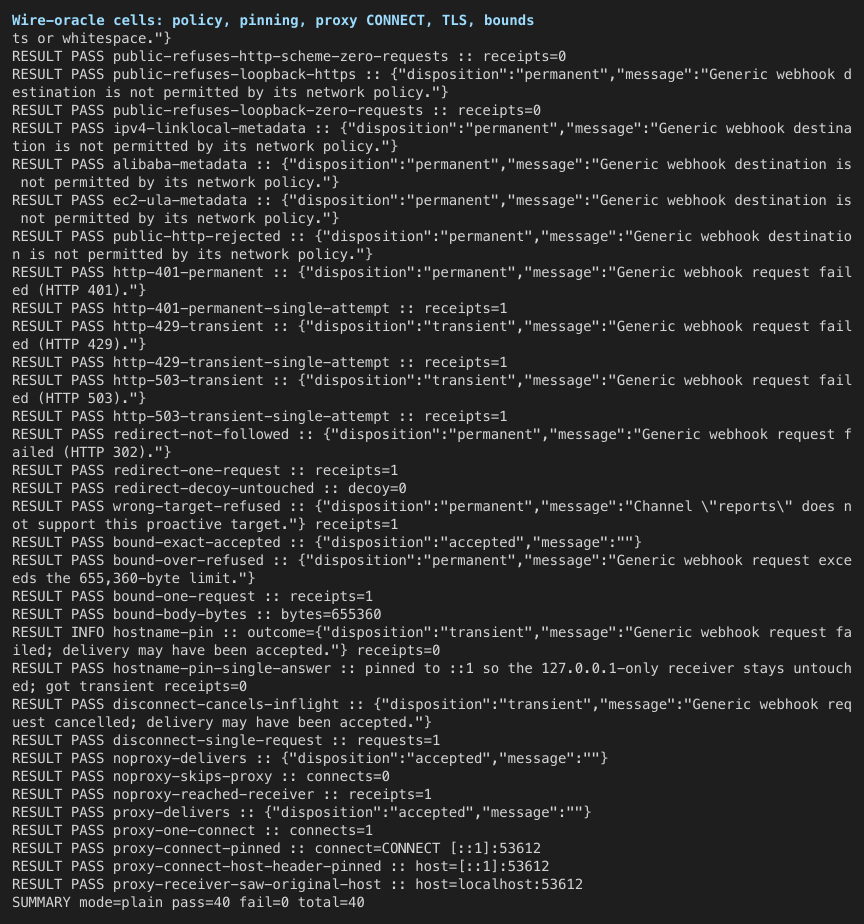 Wire-oracle cells: policy, pinning, proxy CONNECT, TLS, bounds
ts or whitespace."}
RESULT PASS public-refuses-http-scheme-zero-requests :: receipts=0
RESULT PASS public-refuses-loopback-https :: {"disposition":"permanent","message":"Generic webhook d
estination is not permitted by its network policy."}
RESULT PASS public-refuses-loopback-zero-requests :: receipts=0
RESULT PASS ipv4-linklocal-metadata :: {"disposition":"permanent","message":"Generic webhook destina
tion is not permitted by its network policy."}
RESULT PASS alibaba-metadata :: {"disposition":"permanent","message":"Generic webhook destination is
 not permitted by its network policy."}
RESULT PASS ec2-ula-metadata :: {"disposition":"permanent","message":"Generic webhook destination is
 not permitted by its network policy."}
RESULT PASS public-http-rejected :: {"disposition":"permanent","message":"Generic webhook destinatio
n is not permitted by its network policy."}
RESULT PASS http-401-permanent :: {"disposition":"permanent","message":"Generic webhook request fail
ed (HTTP 401)."}
RESULT PASS http-401-permanent-single-attempt :: receipts=1
RESULT PASS http-429-transient :: {"disposition":"transient","message":"Generic webhook request fail
ed (HTTP 429)."}
RESULT PASS http-429-transient-single-attempt :: receipts=1
RESULT PASS http-503-transient :: {"disposition":"transient","message":"Generic webhook request fail
ed (HTTP 503)."}
RESULT PASS http-503-transient-single-attempt :: receipts=1
RESULT PASS redirect-not-followed :: {"disposition":"permanent","message":"Generic webhook request f
ailed (HTTP 302)."}
RESULT PASS redirect-one-request :: receipts=1
RESULT PASS redirect-decoy-untouched :: decoy=0
RESULT PASS wrong-target-refused :: {"disposition":"permanent","message":"Channel \"reports\" does n
ot support this proactive target."} receipts=1
RESULT PASS bound-exact-accepted :: {"disposition":"accepted","message":""}
RESULT PASS bound-over-refused :: {"disposition":"permanent","message":"Generic webhook request exce
eds the 655,360-byte limit."}
RESULT PASS bound-one-request :: receipts=1
RESULT PASS bound-body-bytes :: bytes=655360
RESULT INFO hostname-pin :: outcome={"disposition":"transient","message":"Generic webhook request fa
iled; delivery may have been accepted."} receipts=0
RESULT PASS hostname-pin-single-answer :: pinned to ::1 so the 127.0.0.1-only receiver stays untouch
ed; got transient receipts=0
RESULT PASS disconnect-cancels-inflight :: {"disposition":"transient","message":"Generic webhook req
uest cancelled; delivery may have been accepted."}
RESULT PASS disconnect-single-request :: requests=1
RESULT PASS noproxy-delivers :: {"disposition":"accepted","message":""}
RESULT PASS noproxy-skips-proxy :: connects=0
RESULT PASS noproxy-reached-receiver :: receipts=1
RESULT PASS proxy-delivers :: {"disposition":"accepted","message":""}
RESULT PASS proxy-one-connect :: connects=1
RESULT PASS proxy-connect-pinned :: connect=CONNECT [::1]:53612
RESULT PASS proxy-connect-host-header-pinned :: host=[::1]:53612
RESULT PASS proxy-receiver-saw-original-host :: host=localhost:53612
SUMMARY mode=plain pass=40 fail=0 total=40